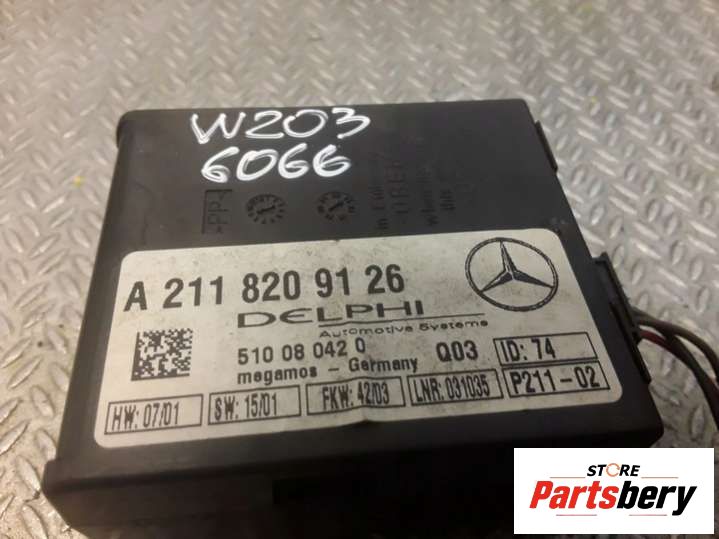 W203
6066
>PP<
A 211 820 91 26
DELPHI
Automotive Systems
510 08 042 0
Q03
ID: 74
megamos - Germany
P211-02
HW: 07/01
SW: 15/01
FKW: 42/03
LNR: 031035
STORE
Partsbery